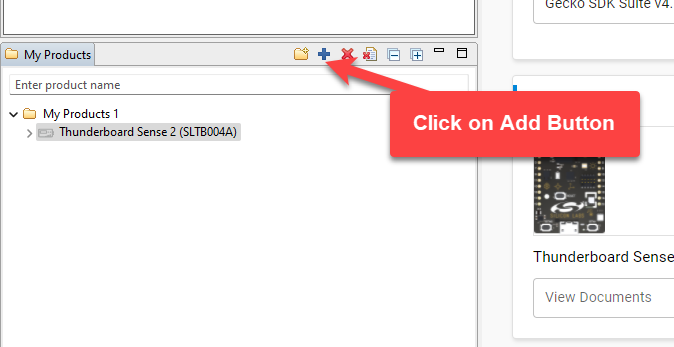 Gecko SDK Suite v4.
My Products
Enter product name
My Products 1
Thunderboard Sense 2 (SLTB004A)
Click on Add Button
Thunderboard Sense
View Documents